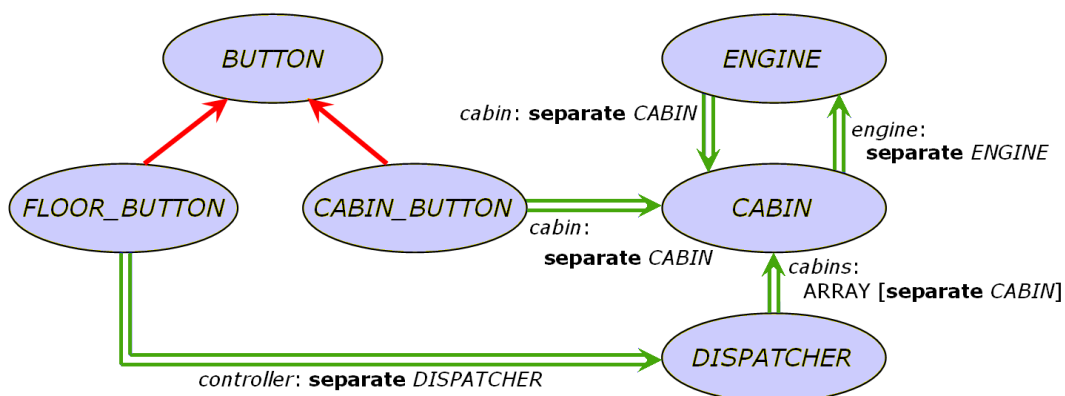 BUTTON
ENGINE
cabin: separate CABIN
engine:
separate ENGINE
FLOOR_BUTTON
CABIN_BUTTON
CABIN
cabin:
separate CABIN
cabins:
ARRAY [separate CABIN]
DISPATCHER
controller: separate DISPATCHER